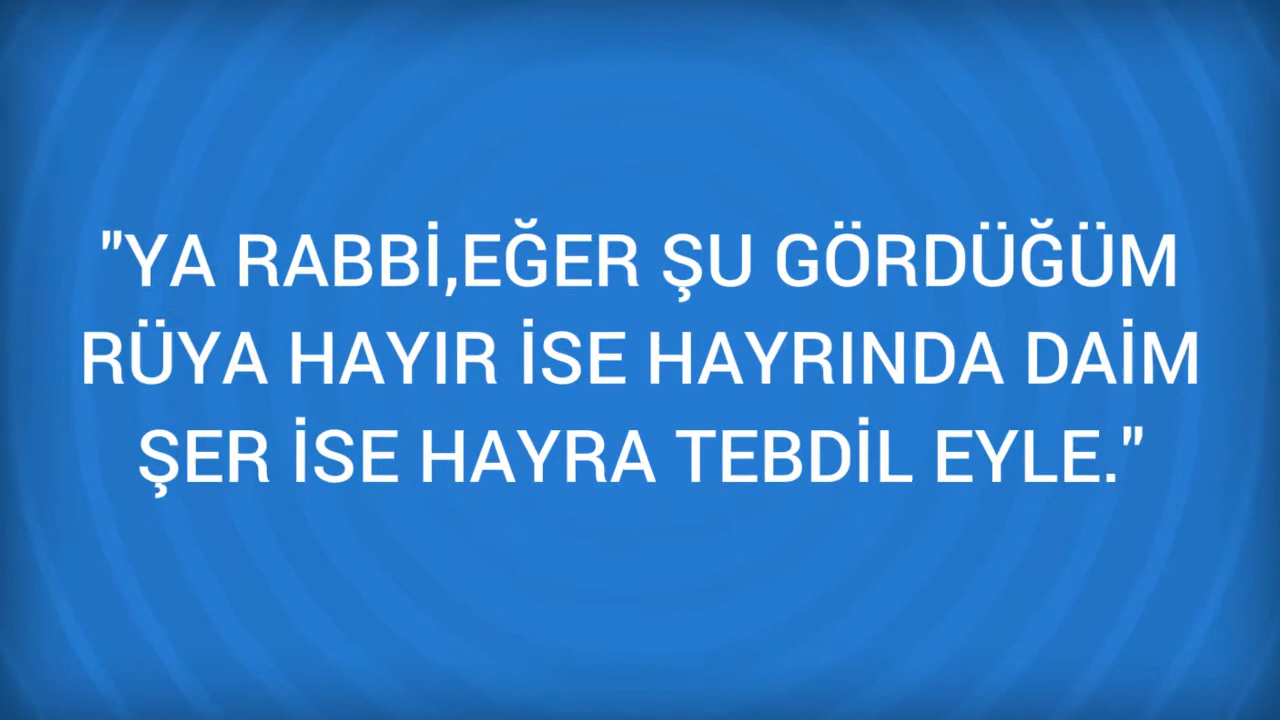 "YA RABBİ,EĞER ŞU GÖRDÜĞÜM
RÜYA HAYIR İSE HAYRINDA DAİM
ŞER İSE HAYRA TEBDİL EYLE."